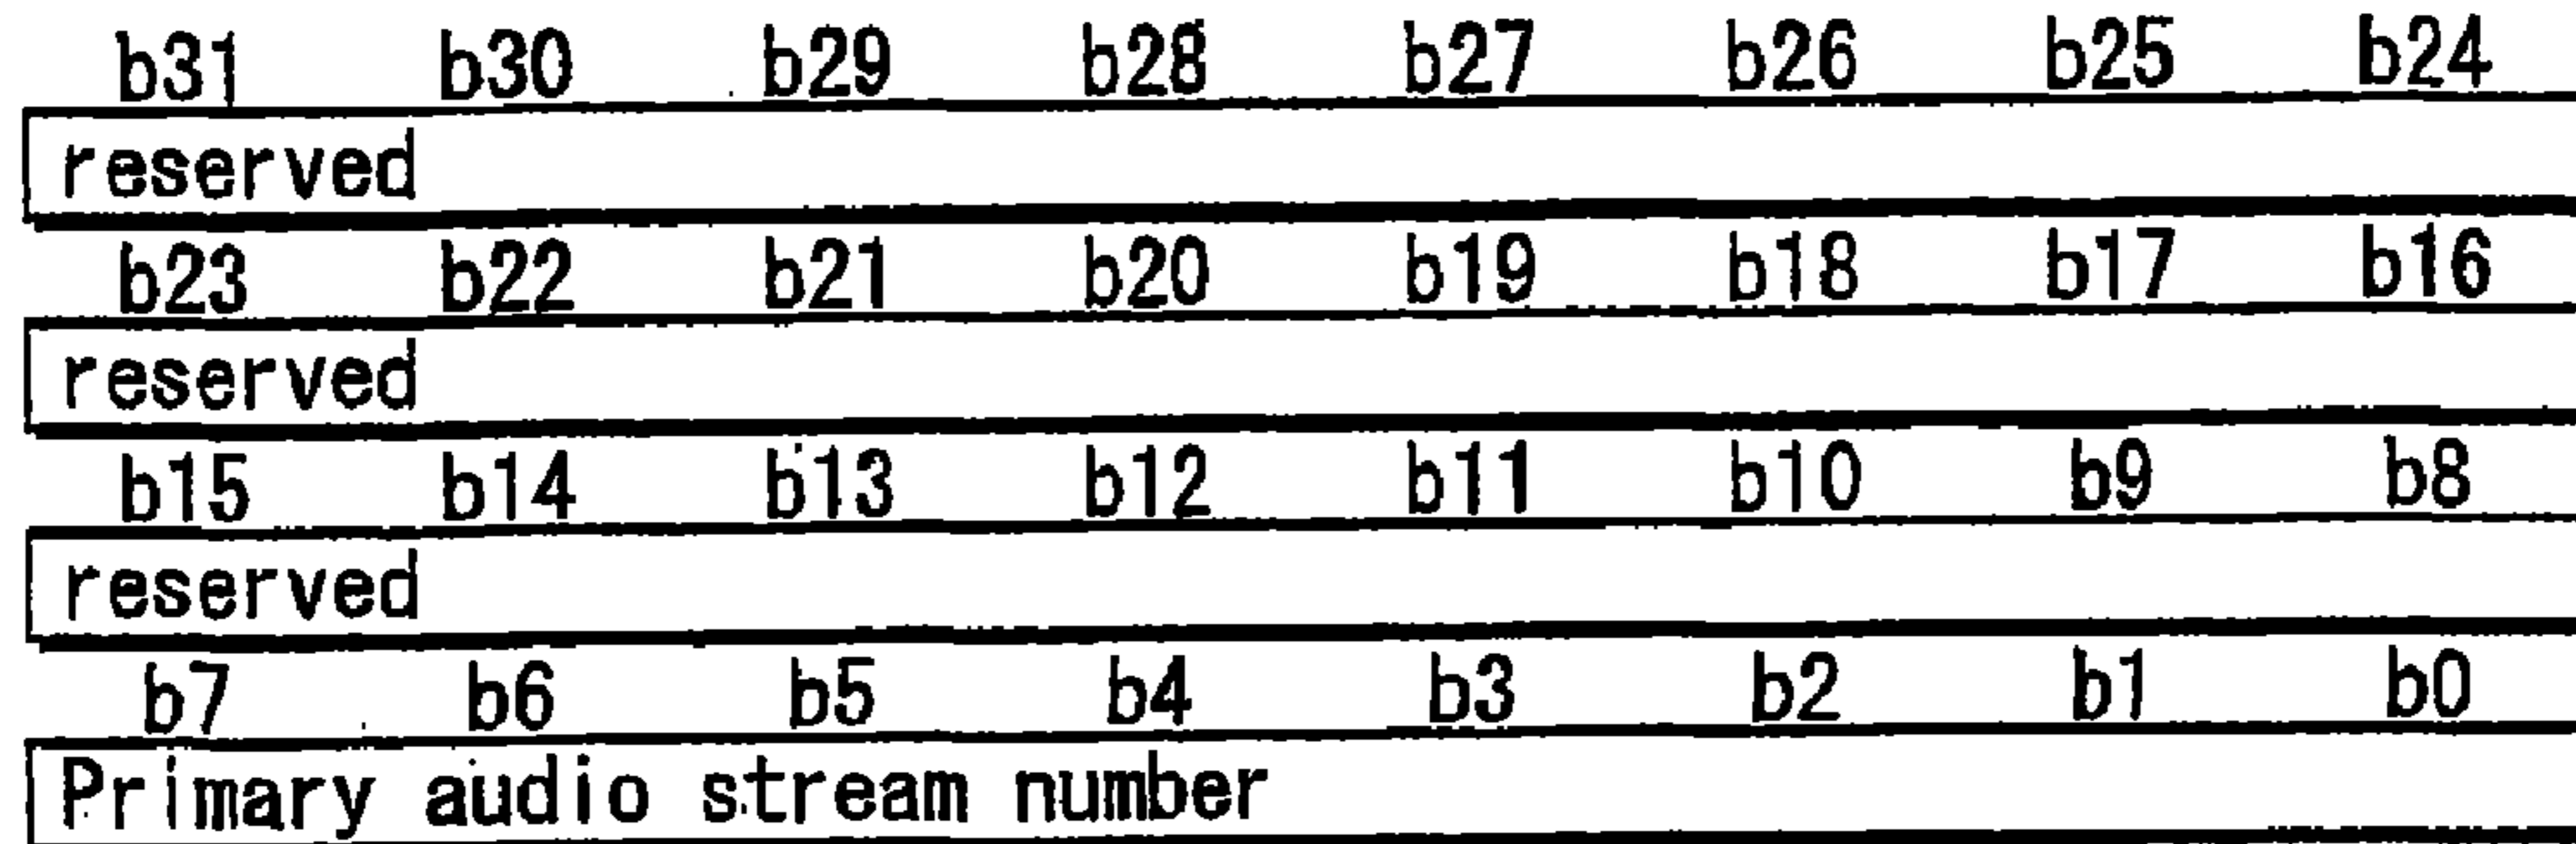 b31 b30 b29 b28 b27 b26 b25 b24
reserved
b23 b22 b21 b20 b19 b18 b17 b16
reserved
b15 b14 b13 b12 b11 b10 b9 b8
reserved
b7 b6 b5 b4 b3 b2 b1 b0
Primary audio stream number